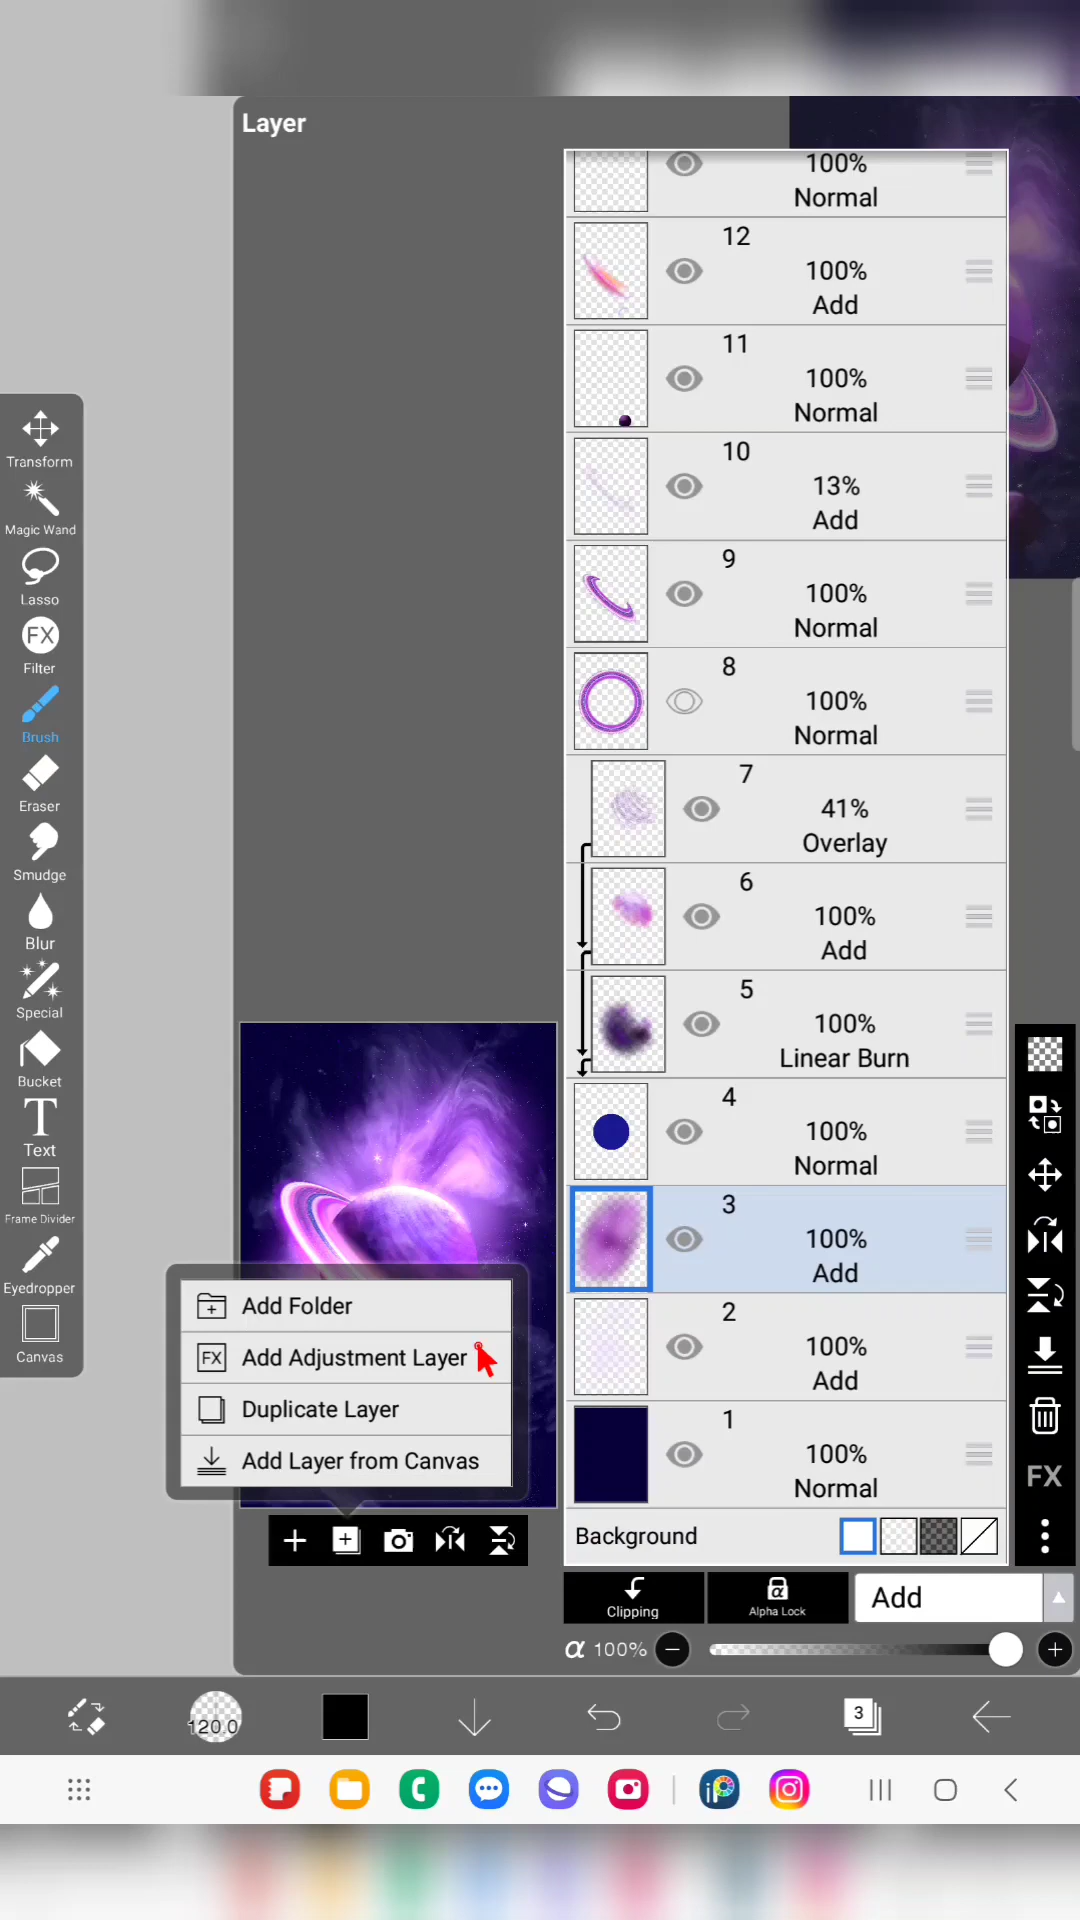 Layer
100%
Normal
12
100%
Add
11
100%
Normal
10
13%
Add
9
100%
Normal
8
100%
Normal
7
41%
Overlay
6
100%
Add
5
100%
Linear Burn
4
100%
Normal
3
100%
Add
2
100%
Add
1
100%
Normal
Background
Transform
Magic Wand
Lasso
FX
Filter
Brush
Eraser
Smudge
Blur
Special
Bucket
T
Text
Frame Divider
Eyedropper
Canvas
Add Folder
FX Add Adjustment Layer
Duplicate Layer
Add Layer from Canvas
FX
Clipping
α
Alpha Lock
Add
α 100%
120.0
3
iP